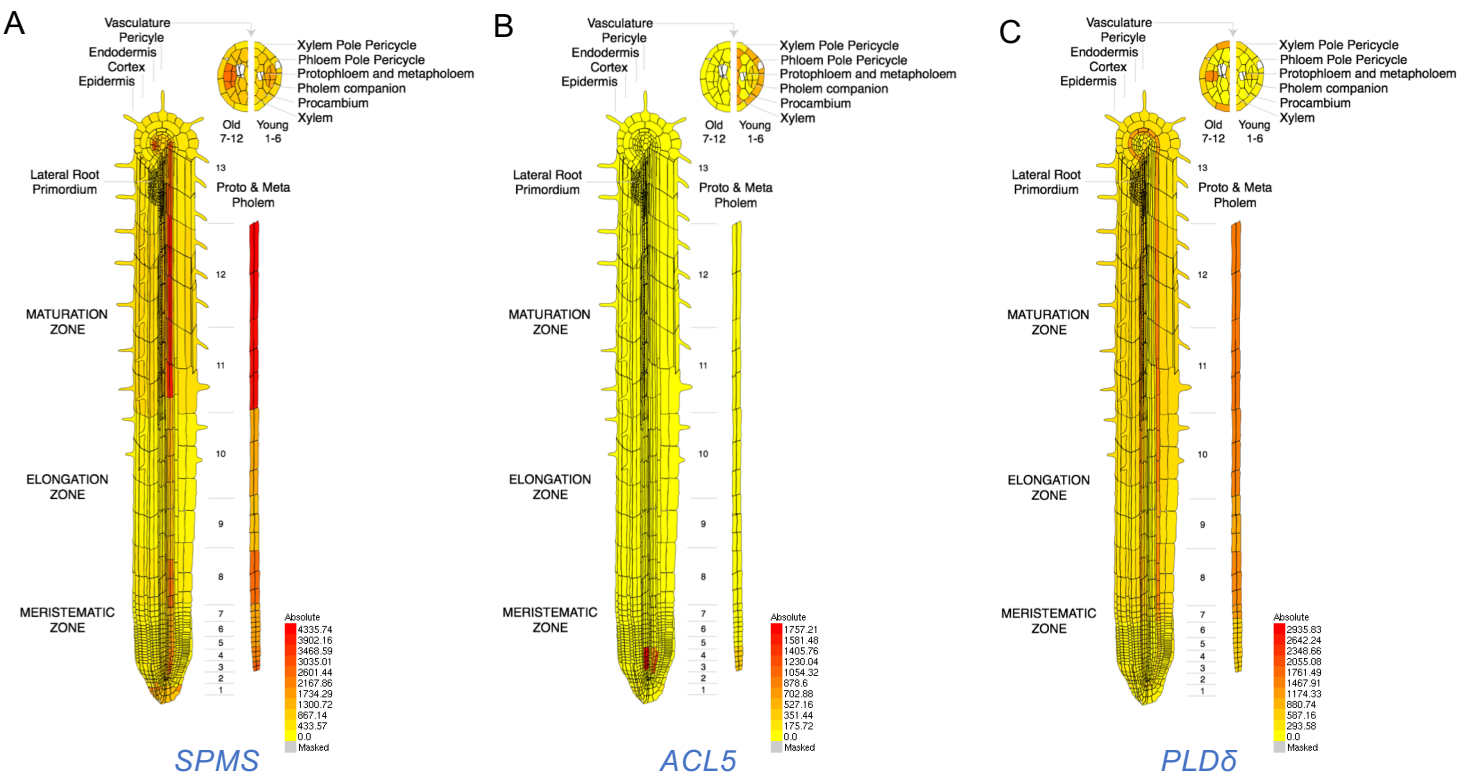 A
Vasculature
Pericycle
Endodermis
Cortex
Epidermis
Xylem Pole Pericycle
Phloem Pole Pericycle
Protophloem and metapholoem
Pholem companion
Procambium
Xylem
Old
7-12
Young
1-6
Lateral Root
Primordium
13
Proto & Meta
Pholem
12
MATURATION
ZONE
11
10
ELONGATION
ZONE
9
8
MERISTEMATIC
ZONE
7
6
5
4
3
2
1
Absolute
4335.74
3902.16
3468.59
3035.01
2601.44
2167.86
1734.29
1300.72
867.14
433.57
0.0
Masked
SPMS
B
Vasculature
Pericycle
Endodermis
Cortex
Epidermis
Xylem Pole Pericycle
Phloem Pole Pericycle
Protophloem and metapholoem
Pholem companion
Procambium
Xylem
Old
7-12
Young
1-6
Lateral Root
Primordium
13
Proto & Meta
Pholem
12
MATURATION
ZONE
11
10
ELONGATION
ZONE
9
8
MERISTEMATIC
ZONE
7
6
5
4
3
2
1
Absolute
1757.21
1581.48
1405.76
1230.04
1054.32
878.6
702.88
527.16
351.44
175.72
0.0
Masked
ACL5
C
Vasculature
Pericycle
Endodermis
Cortex
Epidermis
Xylem Pole Pericycle
Phloem Pole Pericycle
Protophloem and metapholoem
Pholem companion
Procambium
Xylem
Old
7-12
Young
1-6
Lateral Root
Primordium
13
Proto & Meta
Pholem
12
MATURATION
ZONE
11
10
ELONGATION
ZONE
9
8
MERISTEMATIC
ZONE
7
6
5
4
3
2
1
Absolute
2935.83
2642.24
2348.66
2055.08
1761.49
1467.91
1174.33
880.74
587.16
293.58
0.0
Masked
PLDδ